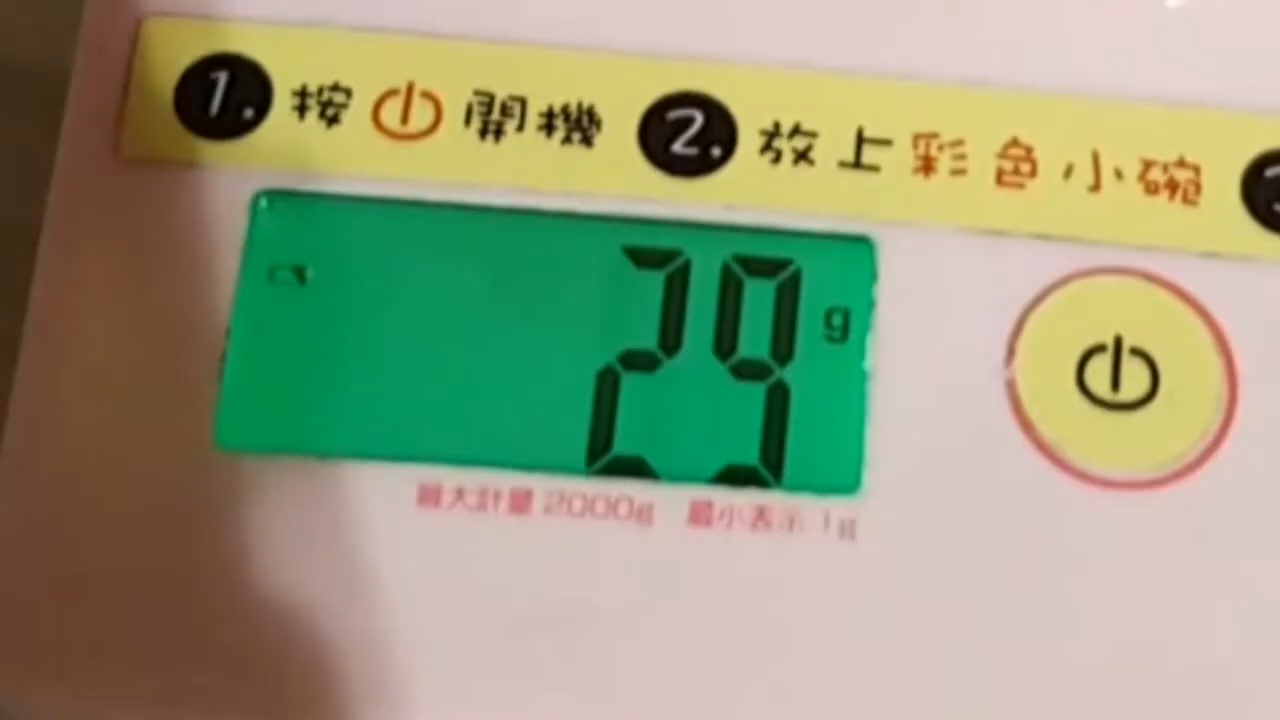 1. 按 開機 2. 放上彩色小碗
29 g
最大計量 2000g 最小表示 1g